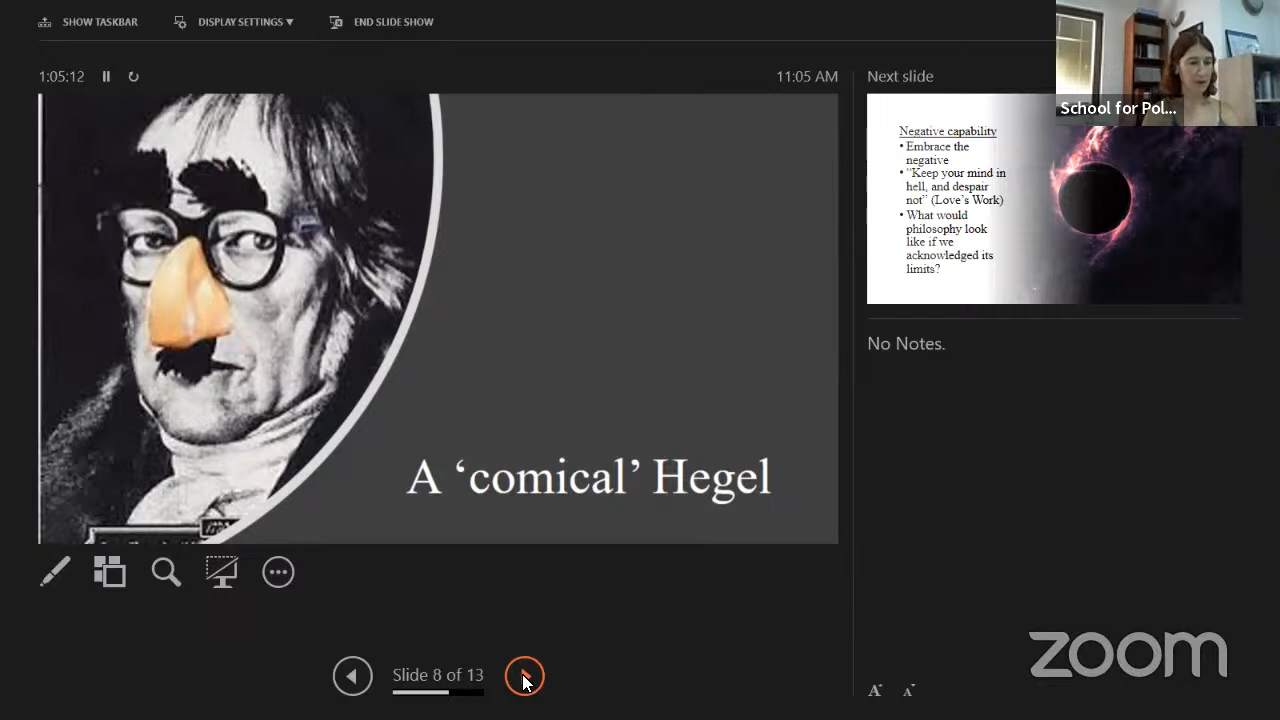 SHOW TASKBAR
DISPLAY SETTINGS ▼
END SLIDE SHOW
1:05:12
11:05 AM
Next slide
School for Pol...
A ‘comical’ Hegel
Negative capability
• Embrace the
negative
• "Keep your mind in
hell, and despair
not" (Love's Work)
• What would
philosophy look
like if we
acknowledged its
limits?
No Notes.
Slide 8 of 13
A A
zoom